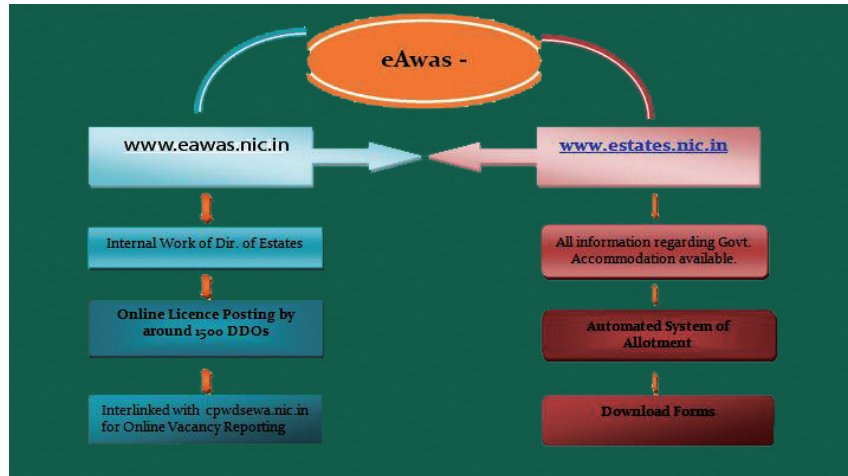 eAwas -
www.eawas.nic.in
Internal Work of Dir. of Estates
Online Licence Posting by
around 1500 DDOs
Interlinked with cpwdsewa.nic.in
for Online Vacancy Reporting
www.estates.nic.in
All information regarding Govt.
Accommodation available.
Automated System of
Allotment
Download Forms